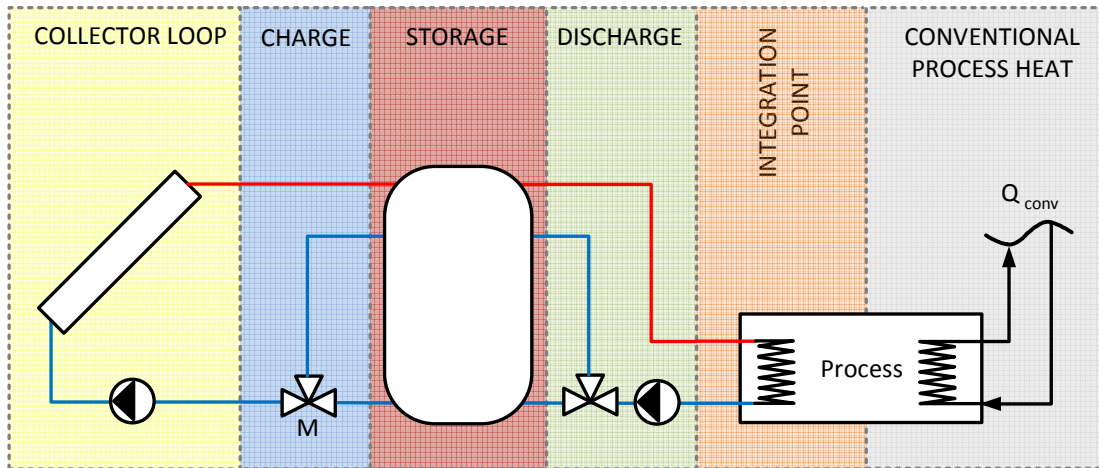 COLLECTOR LOOP
CHARGE
STORAGE
DISCHARGE
INTEGRATION
POINT
CONVENTIONAL
PROCESS HEAT
Q conv
Process
M